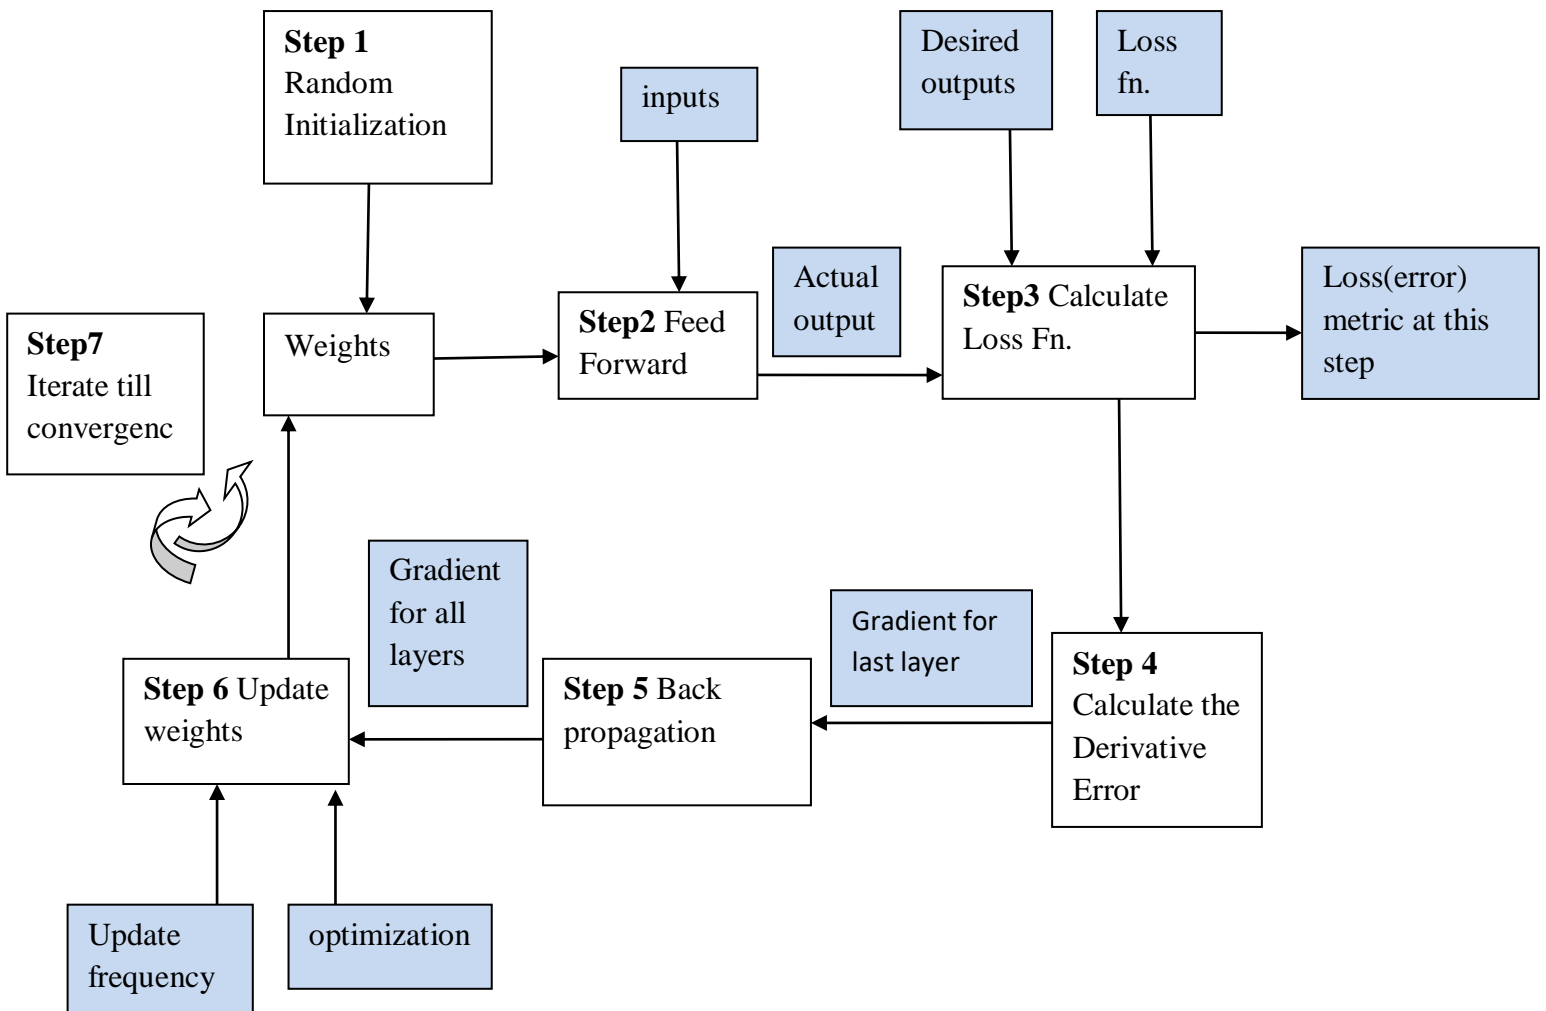 Step 1
Random
Initialization
inputs
Desired
outputs
Loss
fn.
Step7
Iterate till
convergenc
Weights
Step2 Feed
Forward
Actual
output
Step3 Calculate
Loss Fn.
Loss(error)
metric at this
step
Gradient
for all
layers
Gradient for
last layer
Step 4
Calculate the
Derivative
Error
Step 5 Back
propagation
Step 6 Update
weights
Update
frequency
optimization